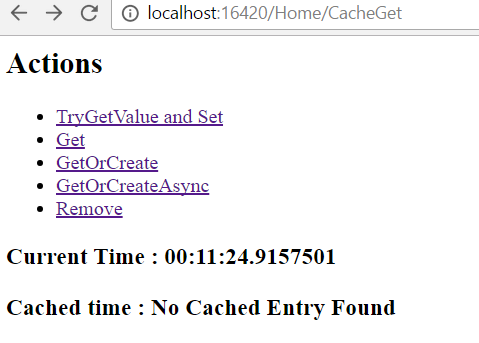 localhost:16420/Home/CacheGet
Actions
TryGetValue and Set
Get
GetOrCreate
GetOrCreateAsync
Remove
Current Time : 00:11:24.9157501
Cached time : No Cached Entry Found